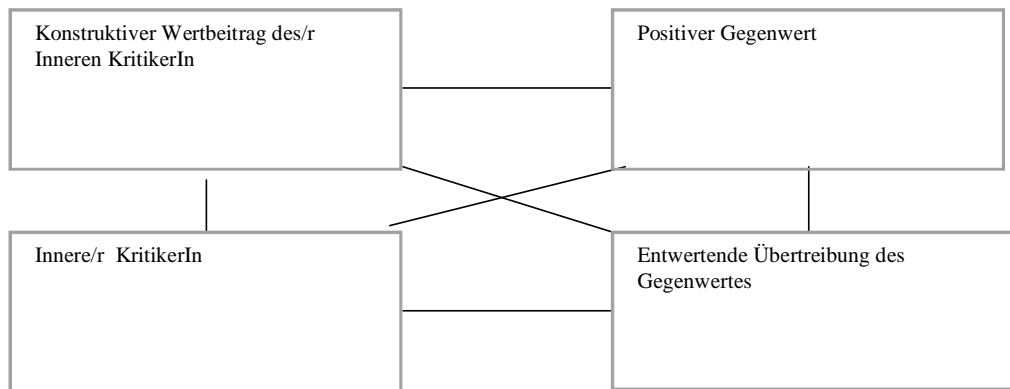 Konstruktiver Wertbeitrag des/r
Inneren KritikerIn
Positiver Gegenwert
Innere/r KritikerIn
Entwertende Übertreibung des
Gegenwertes